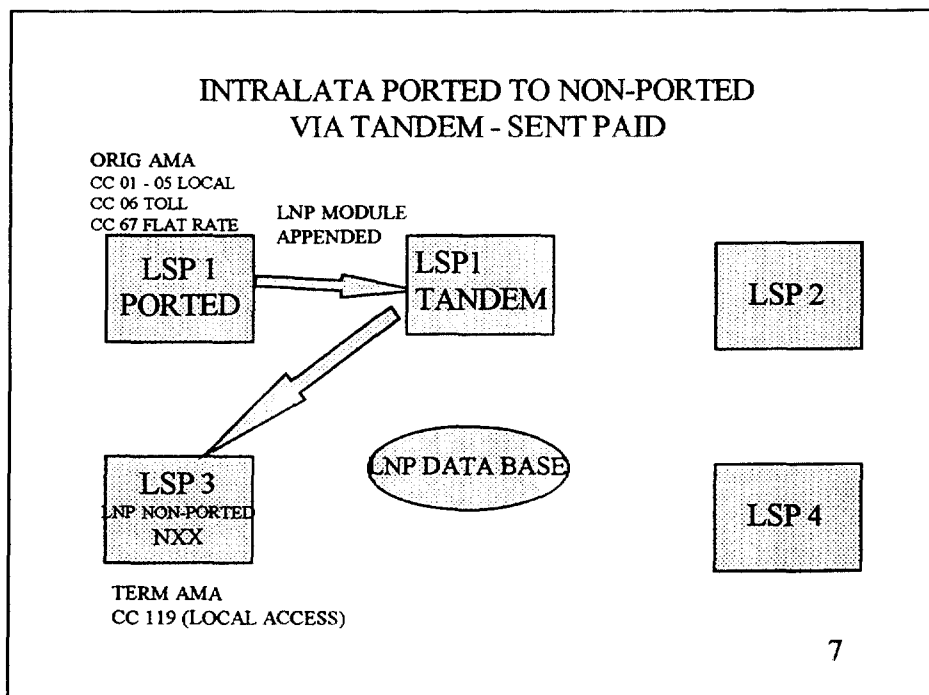 INTRALATA PORTED TO NON-PORTED
VIA TANDEM - SENT PAID
ORIG AMA
CC 01 - 05 LOCAL
CC 06 TOLL
CC 67 FLAT RATE
LNP MODULE
APPENDED
LSP 1
PORTED
LSP1
TANDEM
LSP 2
LSP 3
LNP NON-PORTED
NXX
LNP DATA BASE
LSP 4
TERM AMA
CC 119 (LOCAL ACCESS)
7